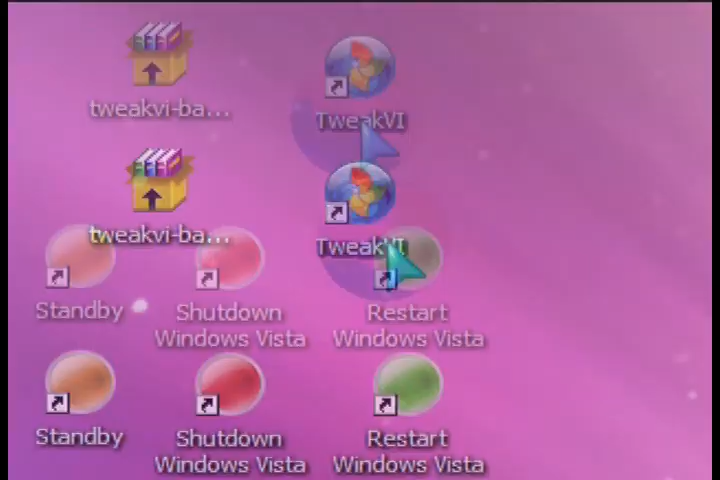 tweakvi-ba...
TweakVI
tweakvi-ba...
TweakVI
Standby
Shutdown
Windows Vista
Restart
Windows Vista
Standby
Shutdown
Windows Vista
Restart
Windows Vista